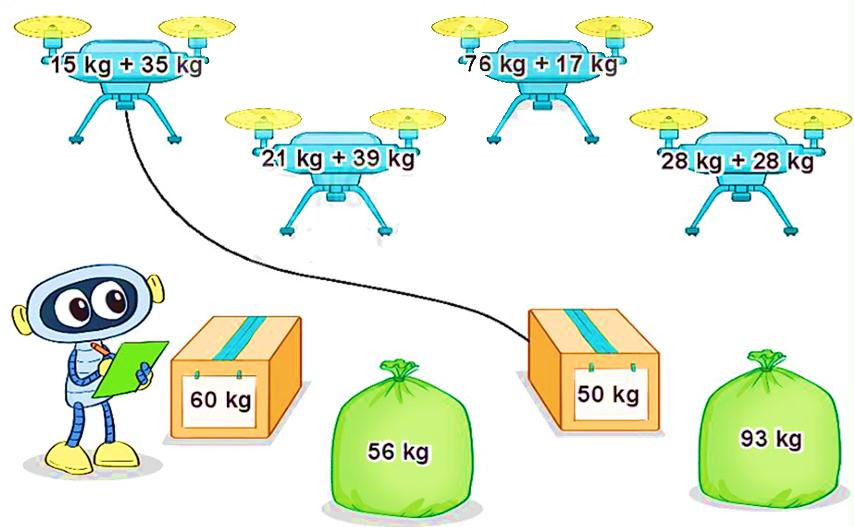 15 kg + 35 kg
76 kg + 17 kg
21 kg + 39 kg
28 kg + 28 kg
60 kg
50 kg
56 kg
93 kg